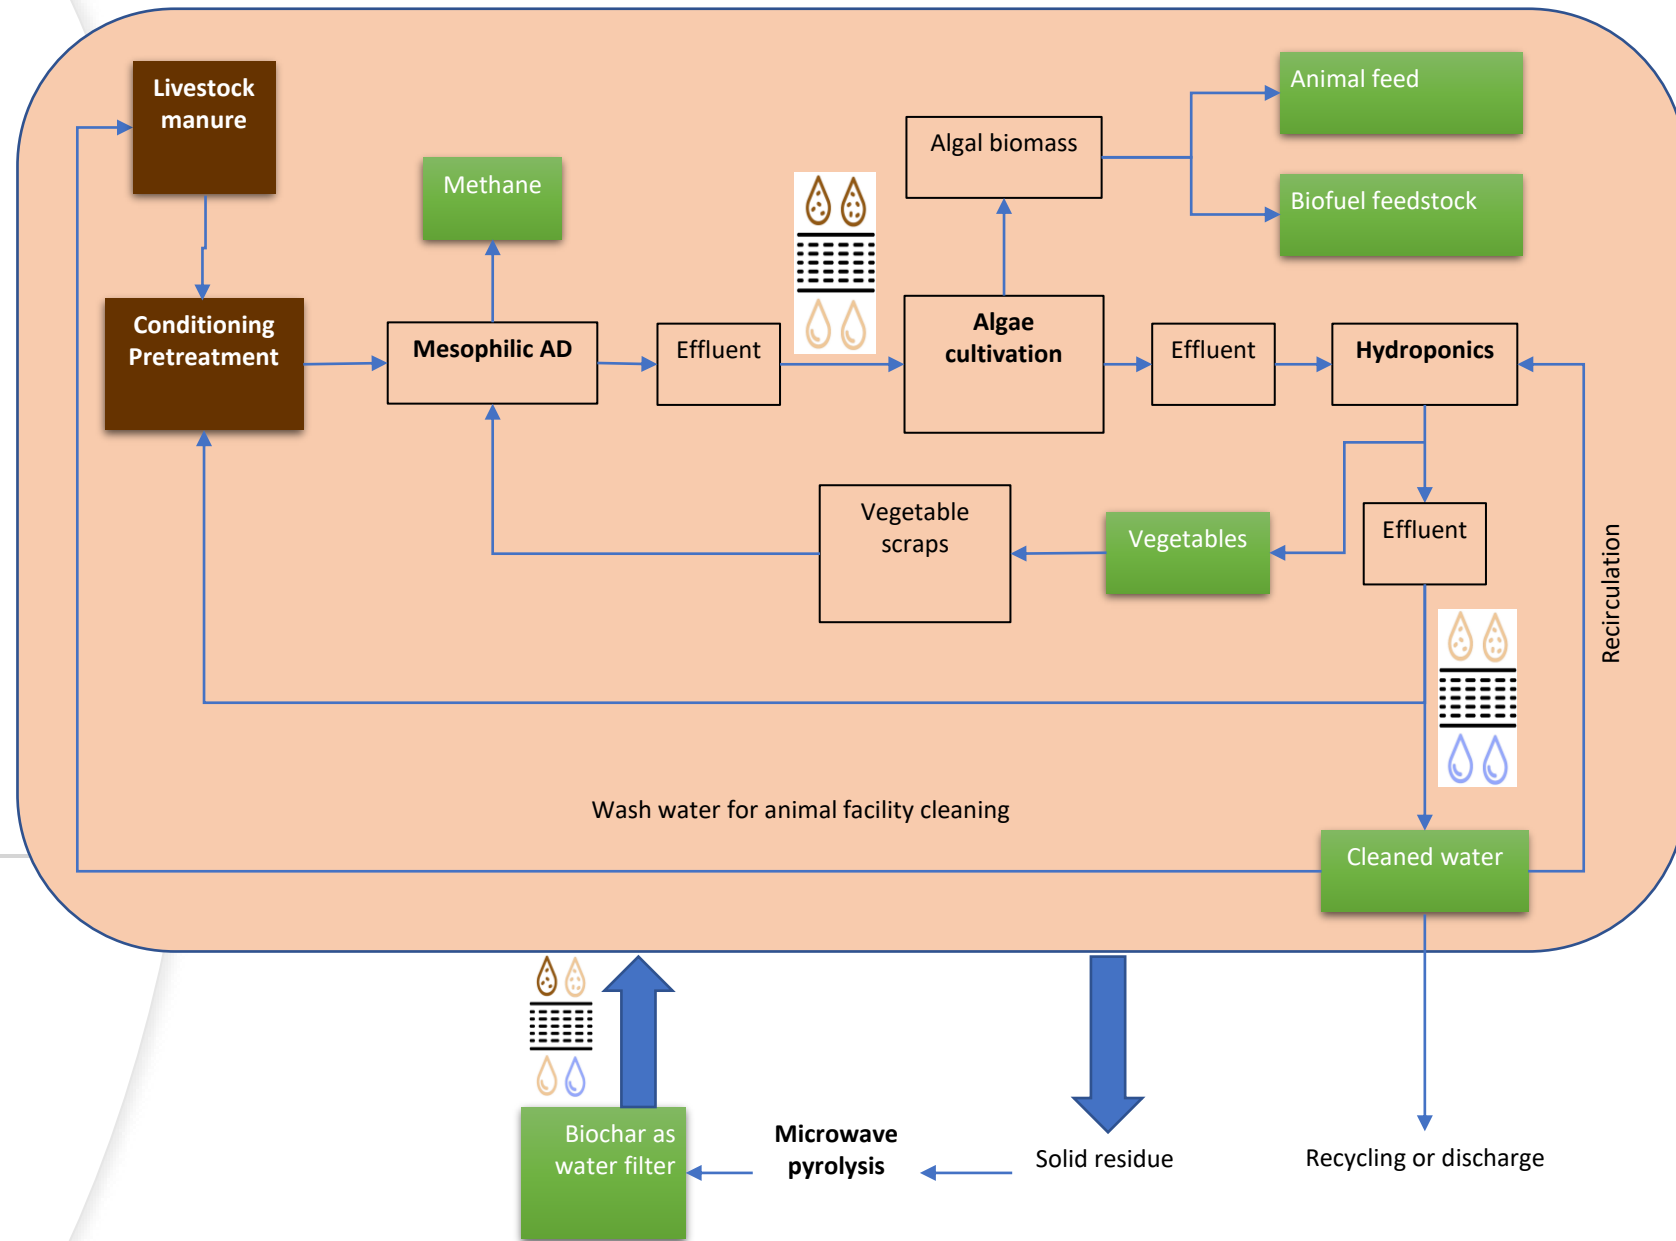 Livestock
manure
Animal feed
Algal biomass
Methane
Biofuel feedstock
Conditioning
Pretreatment
Mesophilic AD
Effluent
Algae
cultivation
Effluent
Hydroponics
Vegetable
scraps
Vegetables
Effluent
Recirculation
Wash water for animal facility cleaning
Cleaned water
Biochar as
water filter
Microwave
pyrolysis
Solid residue
Recycling or discharge